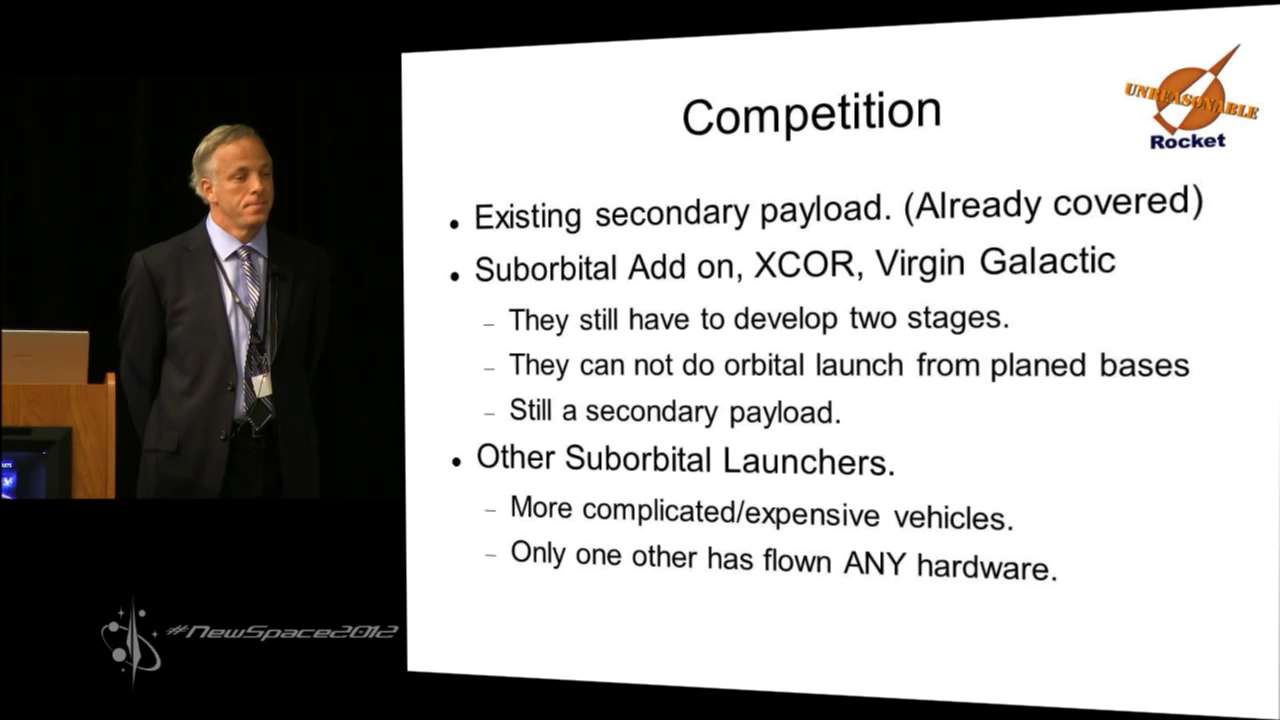 Competition
UNREASONABLE
Rocket
• Existing secondary payload. (Already covered)
• Suborbital Add on, XCOR, Virgin Galactic
– They still have to develop two stages.
– They can not do orbital launch from planed bases
– Still a secondary payload.
• Other Suborbital Launchers.
– More complicated/expensive vehicles.
– Only one other has flown ANY hardware.
#NewSpace2012